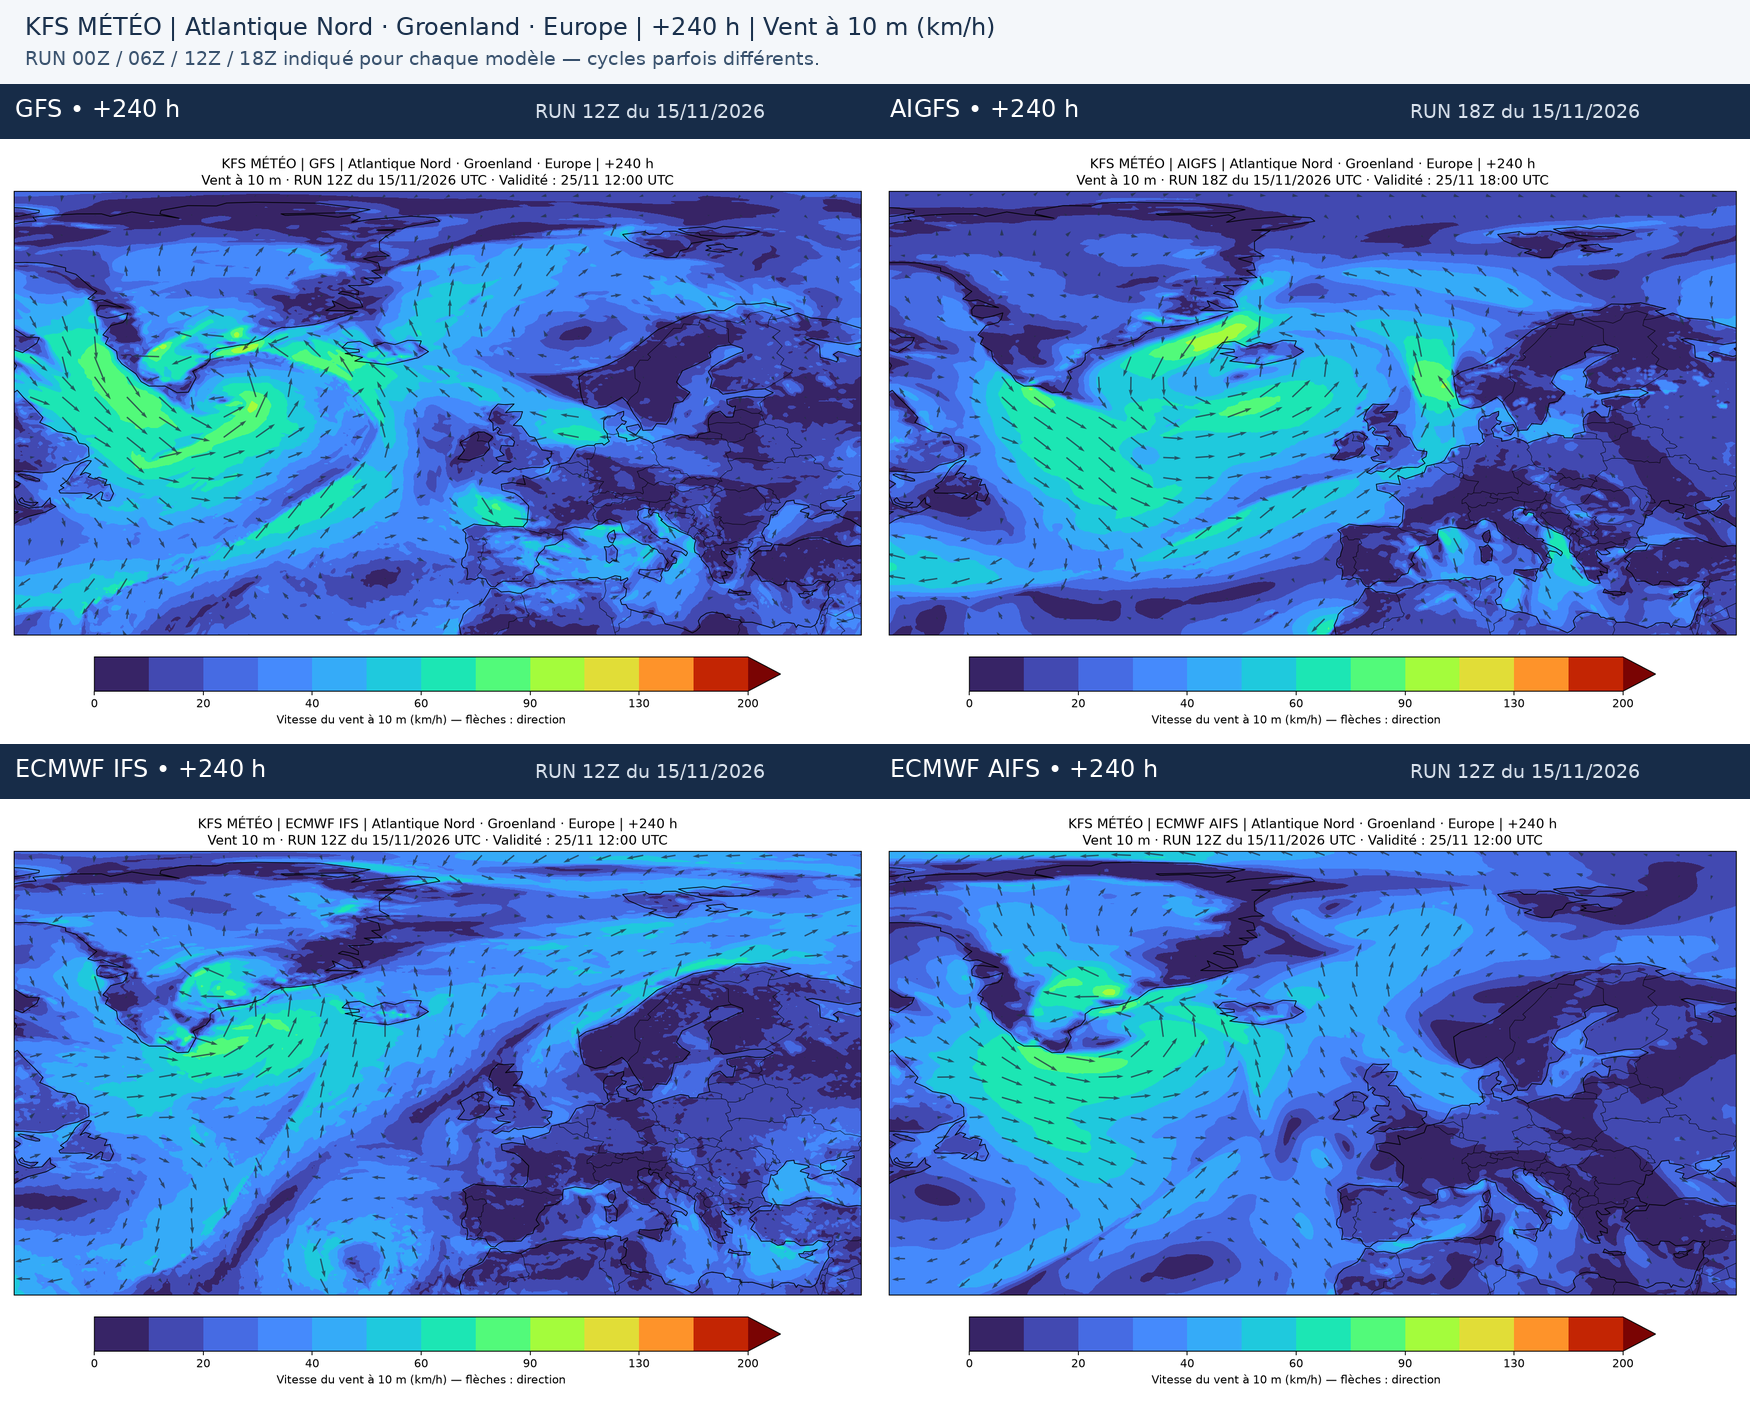 KFS MÉTÉO | Atlantique Nord · Groenland · Europe | +240 h | Vent à 10 m (km/h)
RUN 00Z / 06Z / 12Z / 18Z indiqué pour chaque modèle — cycles parfois différents.
GFS • +240 h
RUN 12Z du 15/11/2026
KFS MÉTÉO | GFS | Atlantique Nord · Groenland · Europe | +240 h
Vent à 10 m · RUN 12Z du 15/11/2026 UTC · Validité : 25/11 12:00 UTC
0 20 40 60 90 130 200
Vitesse du vent à 10 m (km/h) — flèches : direction
AIGFS • +240 h
RUN 18Z du 15/11/2026
KFS MÉTÉO | AIGFS | Atlantique Nord · Groenland · Europe | +240 h
Vent à 10 m · RUN 18Z du 15/11/2026 UTC · Validité : 25/11 18:00 UTC
0 20 40 60 90 130 200
Vitesse du vent à 10 m (km/h) — flèches : direction
ECMWF IFS • +240 h
RUN 12Z du 15/11/2026
KFS MÉTÉO | ECMWF IFS | Atlantique Nord · Groenland · Europe | +240 h
Vent 10 m · RUN 12Z du 15/11/2026 UTC · Validité : 25/11 12:00 UTC
0 20 40 60 90 130 200
Vitesse du vent à 10 m (km/h) — flèches : direction
ECMWF AIFS • +240 h
RUN 12Z du 15/11/2026
KFS MÉTÉO | ECMWF AIFS | Atlantique Nord · Groenland · Europe | +240 h
Vent 10 m · RUN 12Z du 15/11/2026 UTC · Validité : 25/11 12:00 UTC
0 20 40 60 90 130 200
Vitesse du vent à 10 m (km/h) — flèches : direction